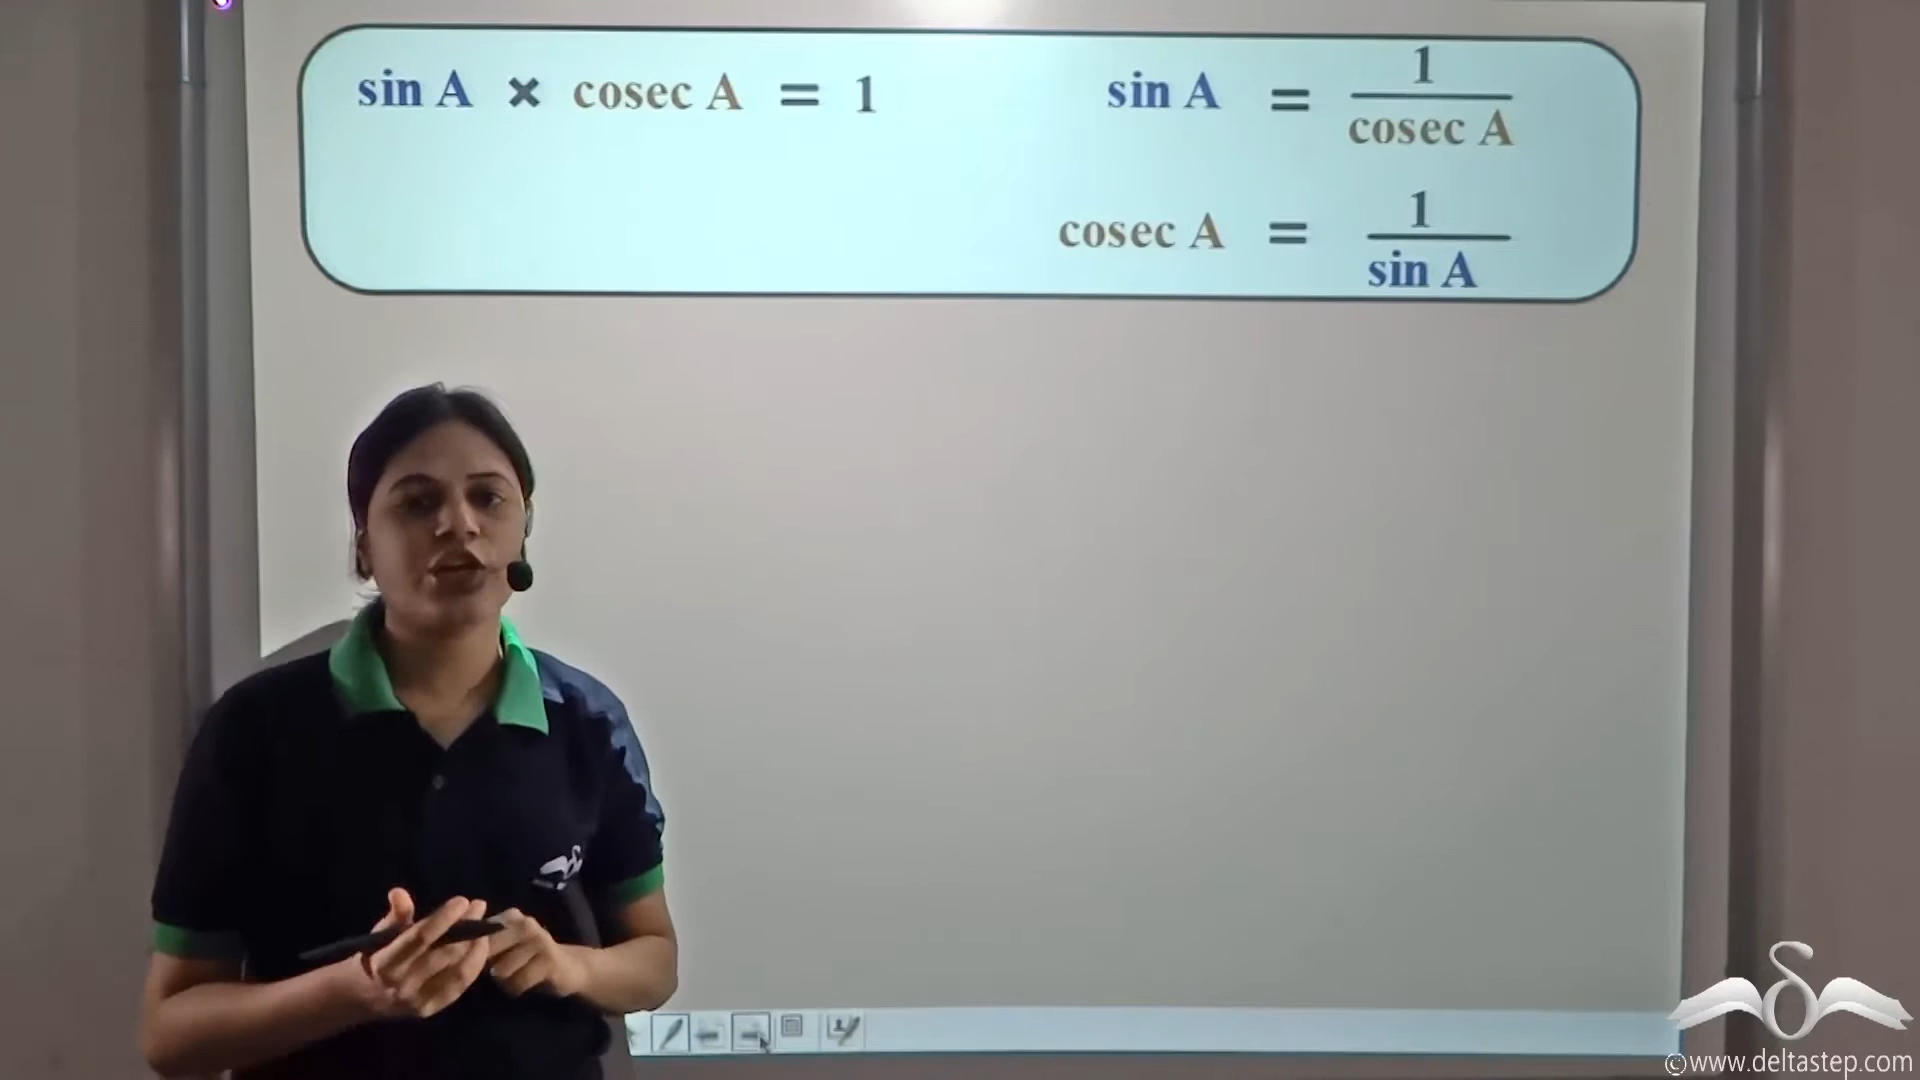 sin A × cosec A = 1
sin A = 1 / cosec A
cosec A = 1 / sin A
©www.deltastep.com